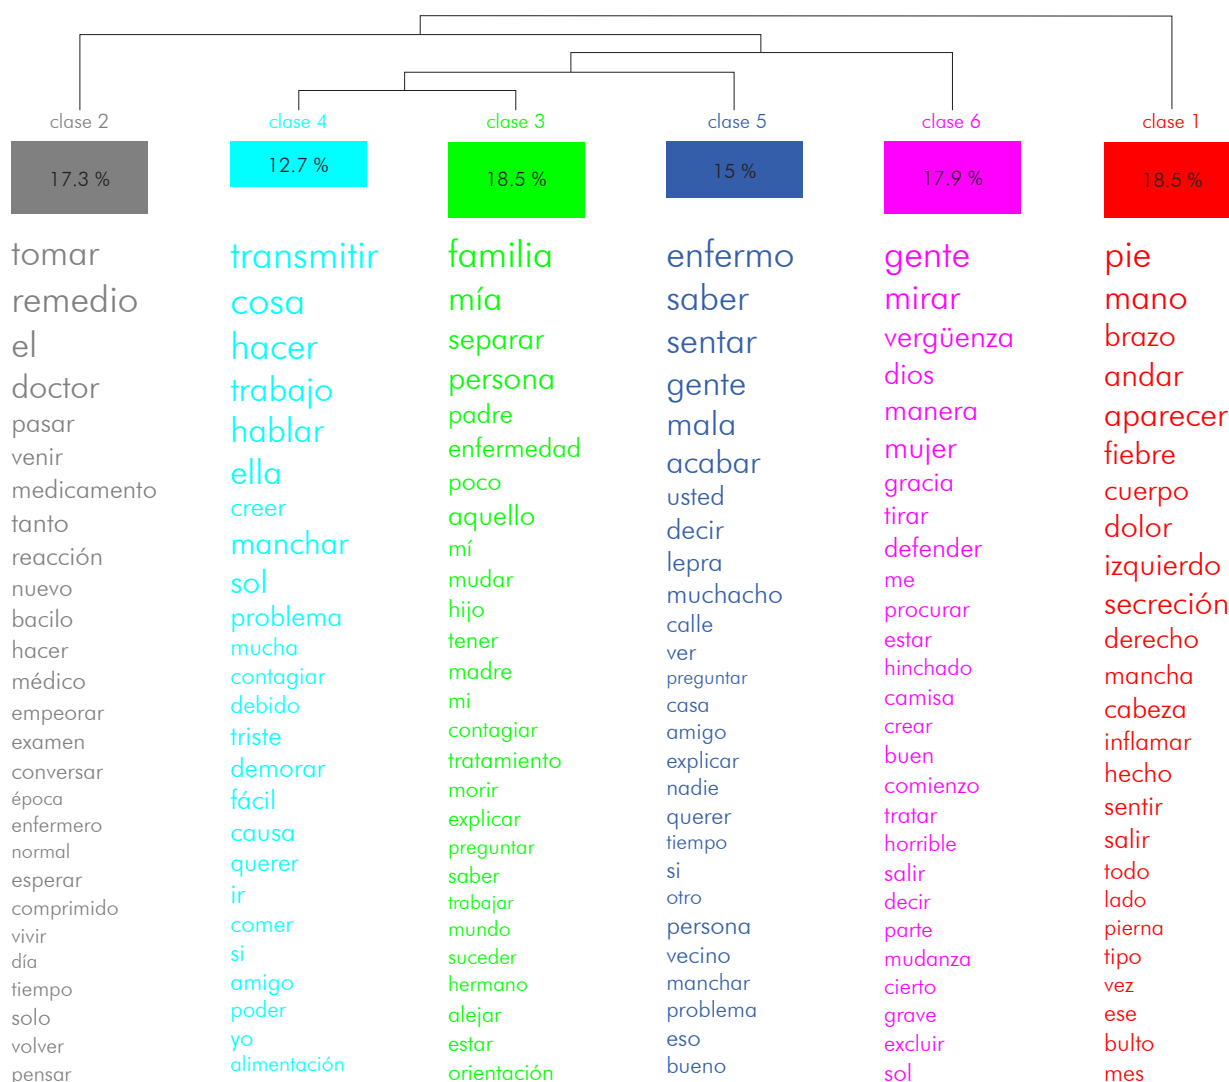 clase 2
17.3 %
tomar
remedio
el
doctor
pasar
venir
medicamento
tanto
reacción
nuevo
bacilo
hacer
médico
empeorar
examen
conversar
época
enfermero
normal
esperar
comprimido
vivir
día
tiempo
solo
volver
pensar
clase 4
12.7 %
transmitir
cosa
hacer
trabajo
hablar
ella
creer
manchar
sol
problema
mucha
contagiar
debido
triste
demorar
fácil
causa
querer
ir
comer
si
amigo
poder
yo
alimentación
clase 3
18.5 %
familia
mía
separar
persona
padre
enfermedad
poco
aquello
mí
mudar
hijo
tener
madre
mi
contagiar
tratamiento
morir
explicar
preguntar
saber
trabajar
mundo
suceder
hermano
alejar
estar
orientación
clase 5
15 %
enfermo
saber
sentar
gente
mala
acabar
usted
decir
lepra
muchacho
calle
ver
preguntar
casa
amigo
explicar
nadie
querer
tiempo
si
otro
persona
vecino
manchar
problema
eso
bueno
clase 6
17.9 %
gente
mirar
vergüenza
dios
manera
mujer
gracia
tirar
defender
me
procurar
estar
hinchado
camisa
crear
buen
comienzo
tratar
horrible
salir
decir
parte
mudanza
cierto
grave
excluir
sol
clase 1
18.5 %
pie
mano
brazo
andar
aparecer
fiebre
cuerpo
dolor
izquierdo
secreción
derecho
mancha
cabeza
inflamar
hecho
sentir
salir
todo
lado
pierna
tipo
vez
ese
bulto
mes